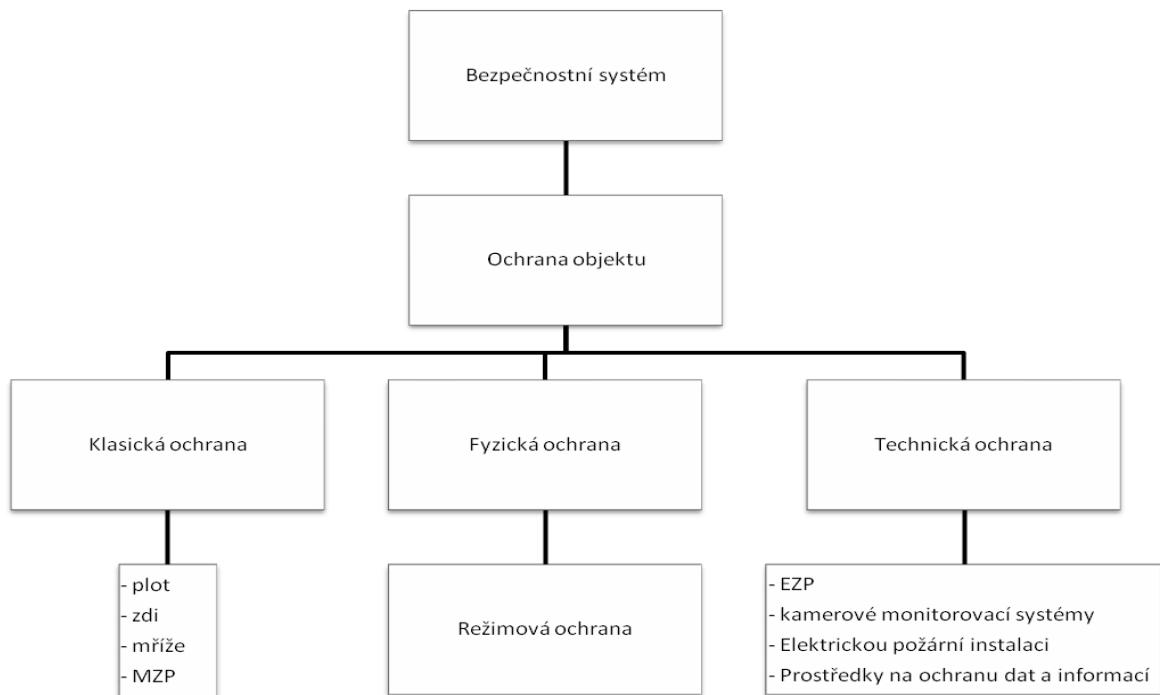 Bezpečnostní systém
Ochrana objektu
Klasická ochrana
Fyzická ochrana
Technická ochrana
- plot
- zdi
- mříže
- MZP
Režimová ochrana
- EZP
- kamerové monitorovací systémy
- Elektrickou požární instalaci
- Prostředky na ochranu dat a informací